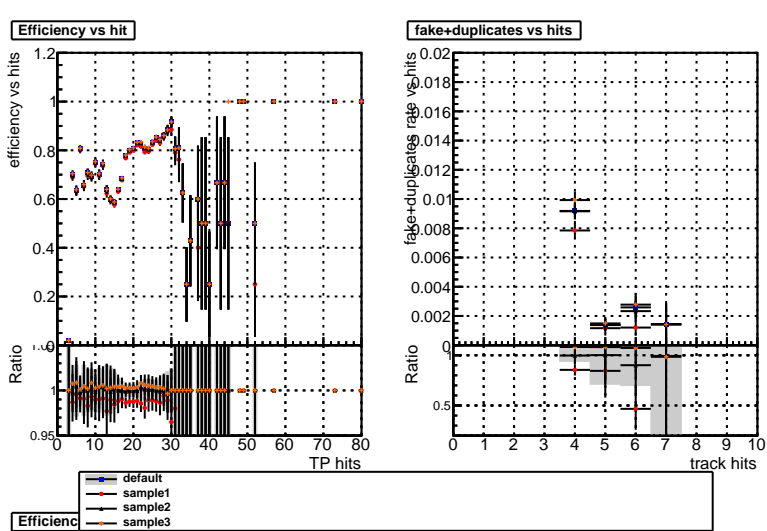 Efficiency vs hit
fake+duplicates vs hits
efficiency vs hits
1.2
1
0.8
0.6
0.4
0.2
0
fake+duplicates rate vs hits
0.02
0.018
0.016
0.014
0.012
0.01
0.008
0.006
0.004
0.002
0
Ratio
1
0.95
0 10 20 30 40 50 60 70 80
TP hits
Ratio
1
0.5
0 1 2 3 4 5 6 7 8 9 10
track hits
default
sample1
sample2
sample3
Efficienc